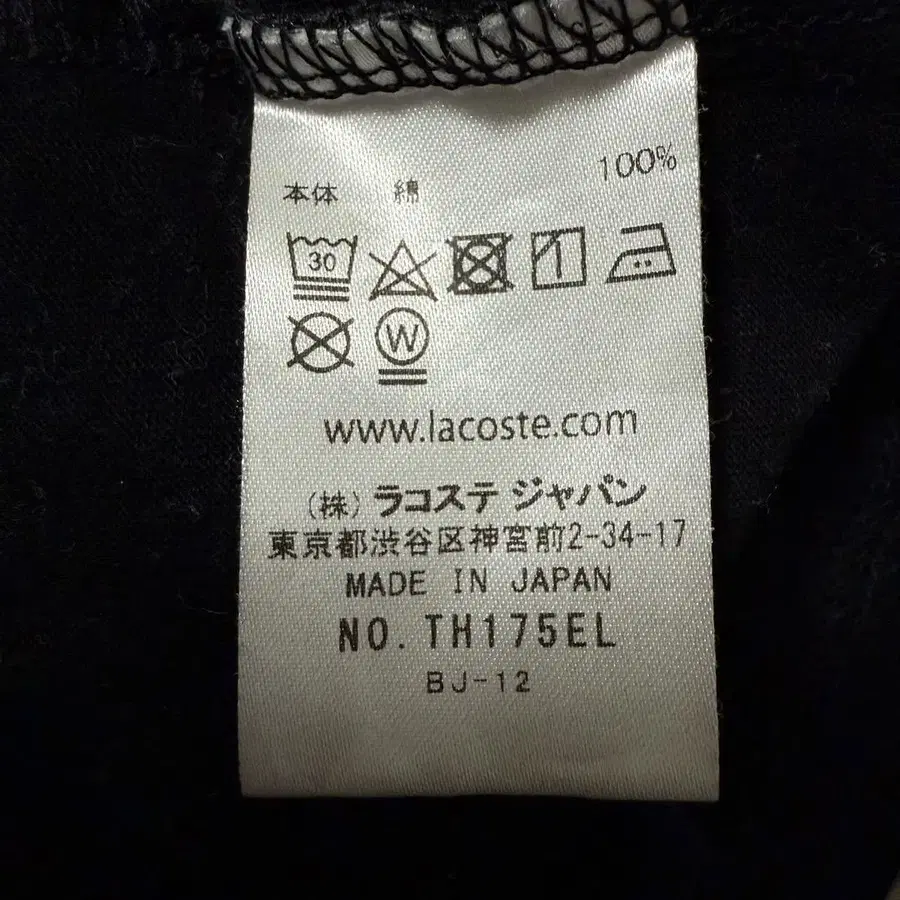 本体 綿 100%
30
W
www.lacoste.com
(株) ラコステ ジャパン
東京都渋谷区神宮前2-34-17
MADE IN JAPAN
NO. TH175EL
BJ-12